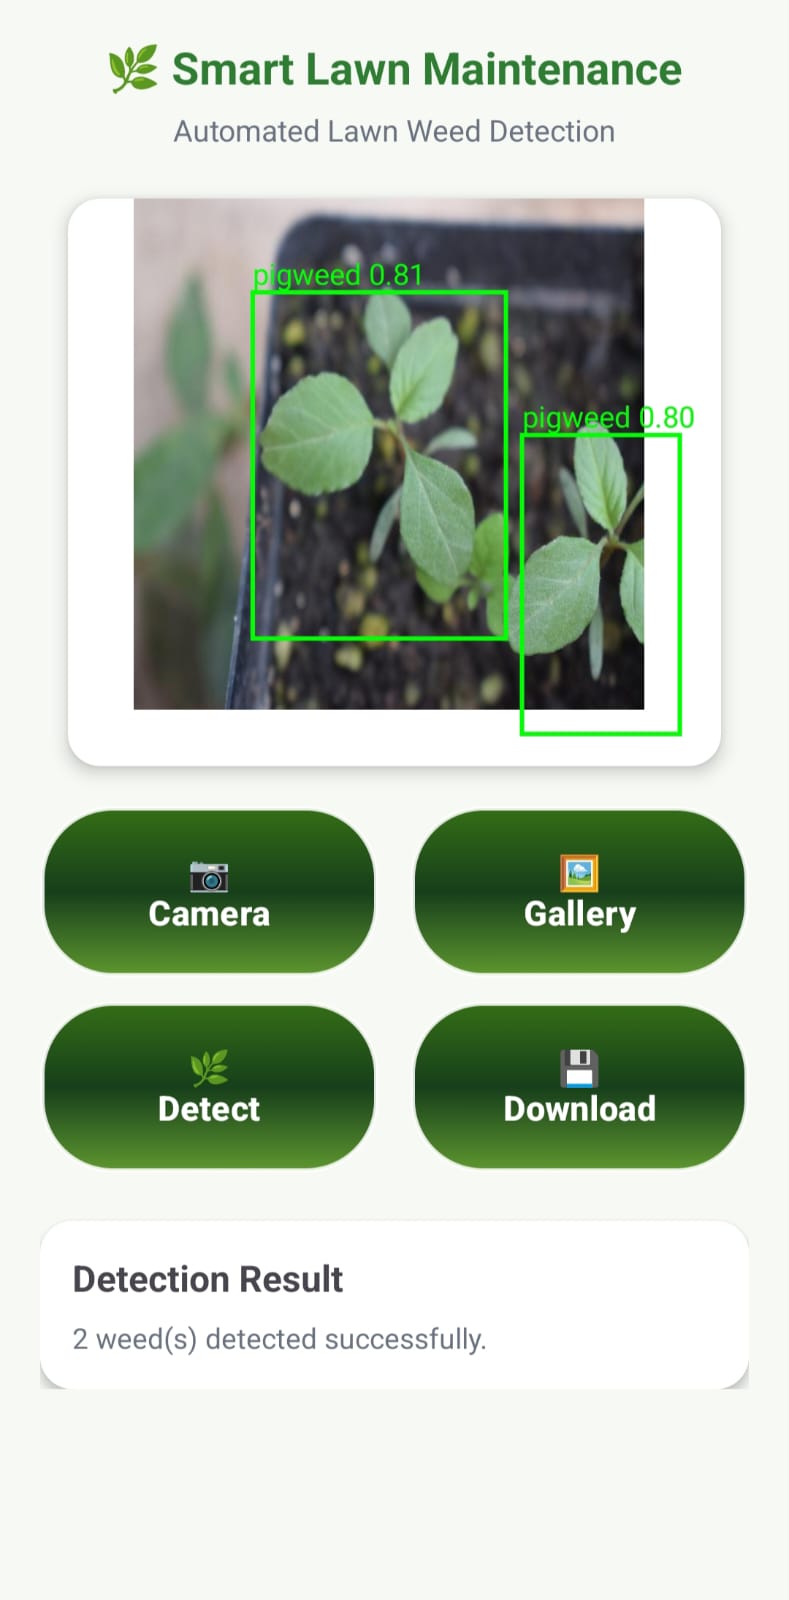 Smart Lawn Maintenance
Automated Lawn Weed Detection
pigweed 0.81
pigweed 0.80
Camera
Gallery
Detect
Download
Detection Result
2 weed(s) detected successfully.